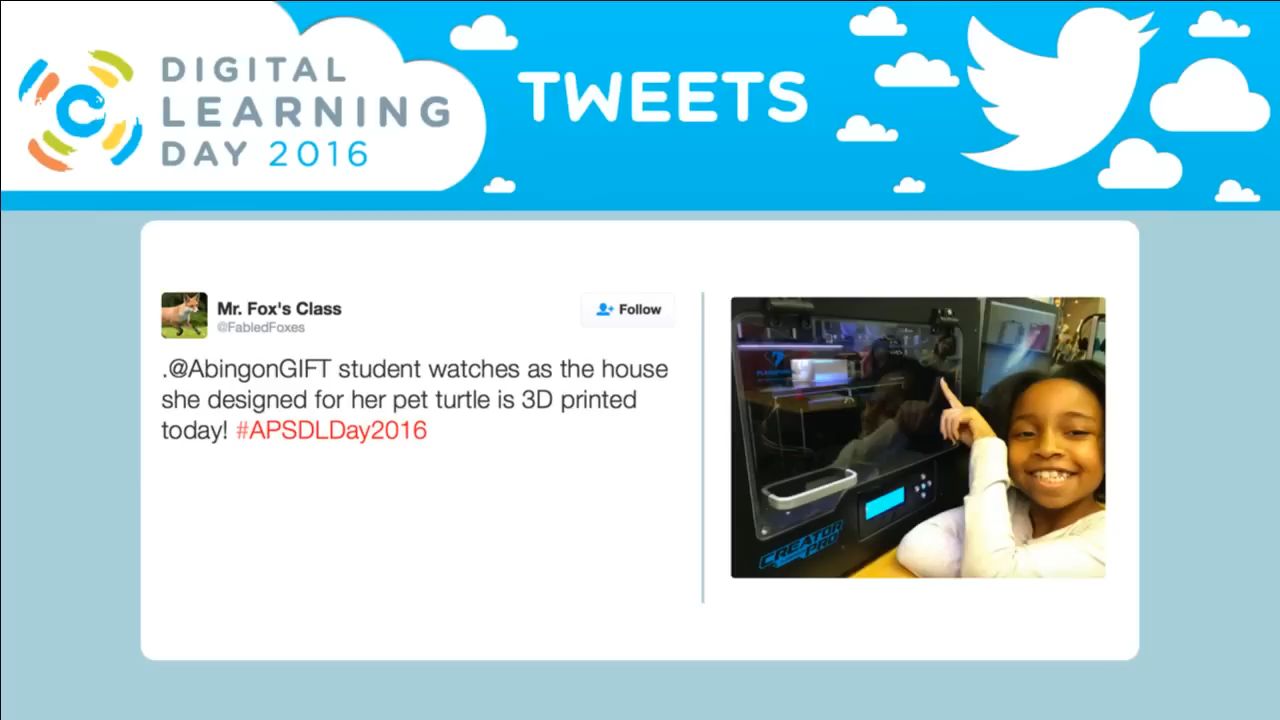 DIGITAL
LEARNING
DAY 2016
TWEETS
Mr. Fox's Class
@FabledFoxes
Follow
.@AbingonGIFT student watches as the house
she designed for her pet turtle is 3D printed
today! #APSDLDay2016
CREATOR
PRO